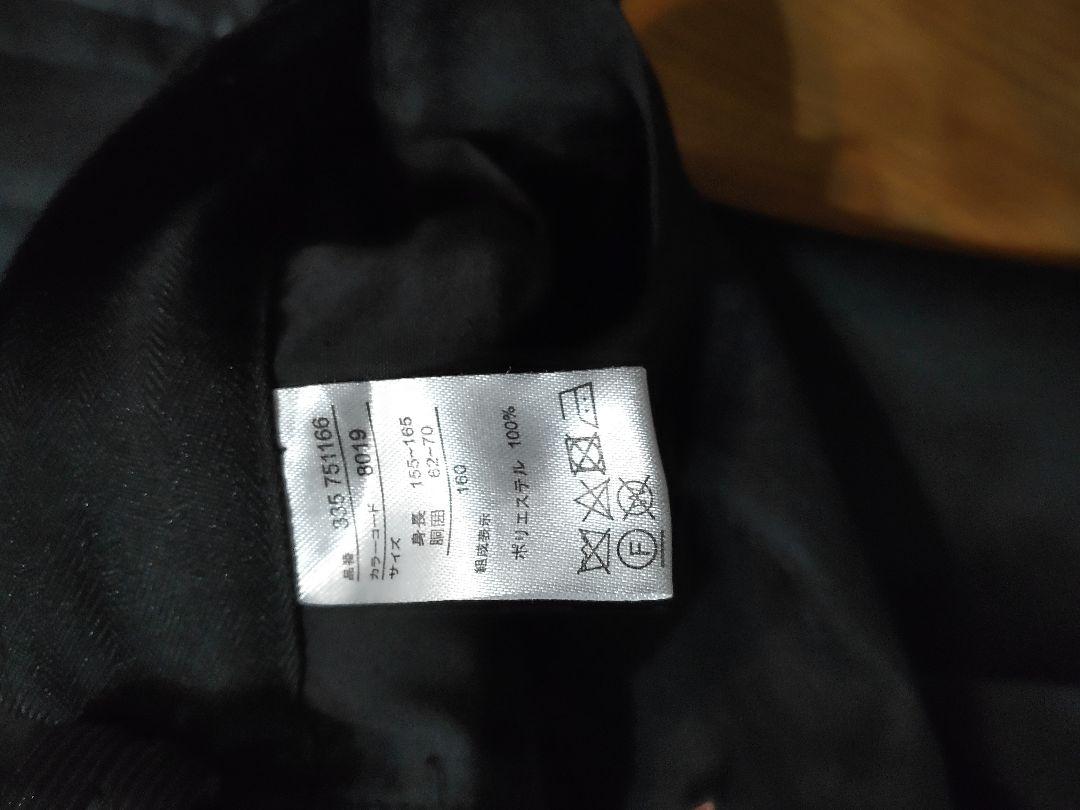 品番 335 751166
カラーコード 8019
サイズ
身長 155~165
胴囲 62~70
160
組成表示
ポリエステル 100%
F